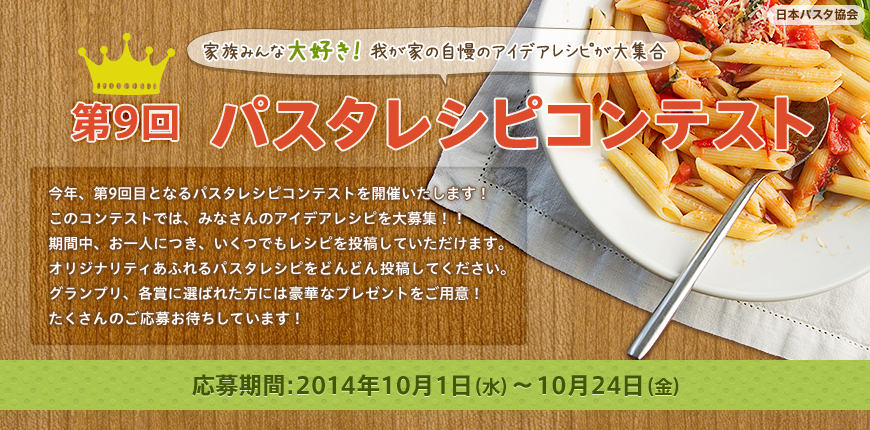 日本パスタ協会
家族みんな大好き！ 我が家の自慢のアイデアレシピが大集合
第9回 パスタレシピコンテスト
今年、第9回目となるパスタレシピコンテストを開催いたします！
このコンテストでは、みなさんのアイデアレシピを大募集！！
期間中、お一人につき、いくつでもレシピを投稿していただけます。
オリジナリティあふれるパスタレシピをどんどん投稿してください。
グランプリ、各賞に選ばれた方には豪華なプレゼントをご用意！
たくさんのご応募お待ちしています！
応募期間:2014年10月1日(水)～10月24日(金)